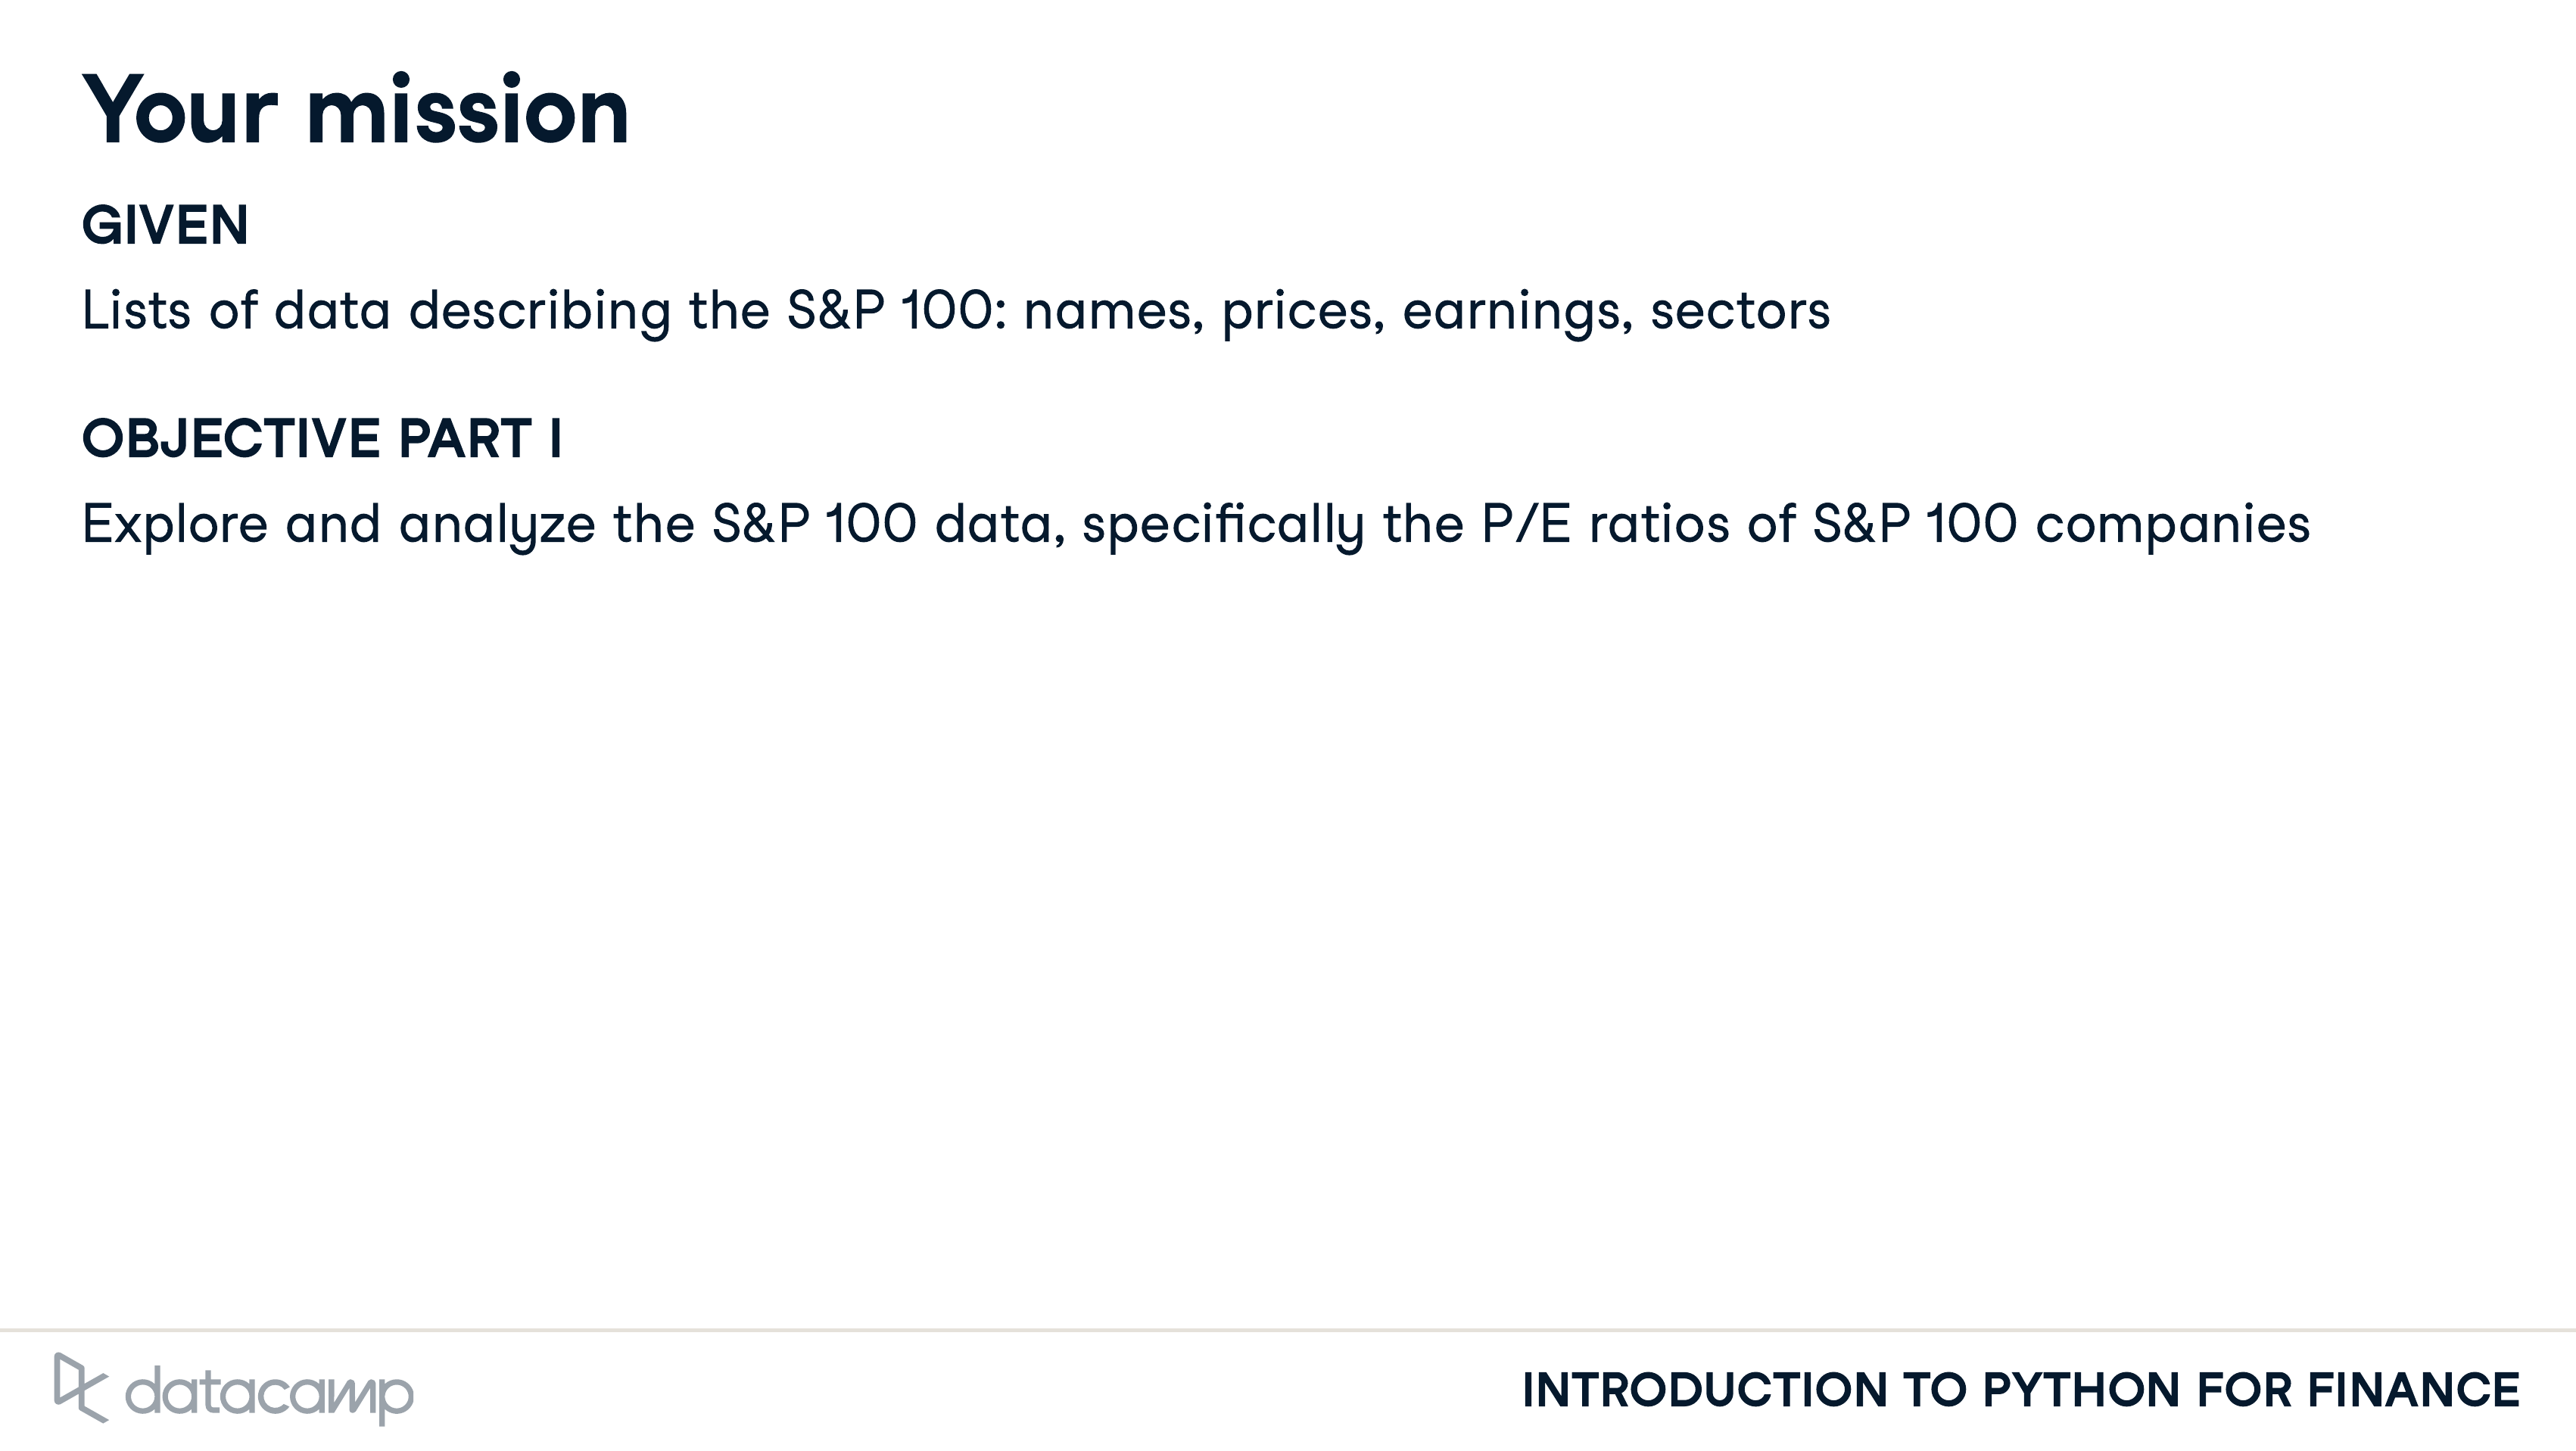 Your mission
GIVEN
Lists of data describing the S&P 100: names, prices, earnings, sectors
OBJECTIVE PART I
Explore and analyze the S&P 100 data, specifically the P/E ratios of S&P 100 companies
datacamp
INTRODUCTION TO PYTHON FOR FINANCE